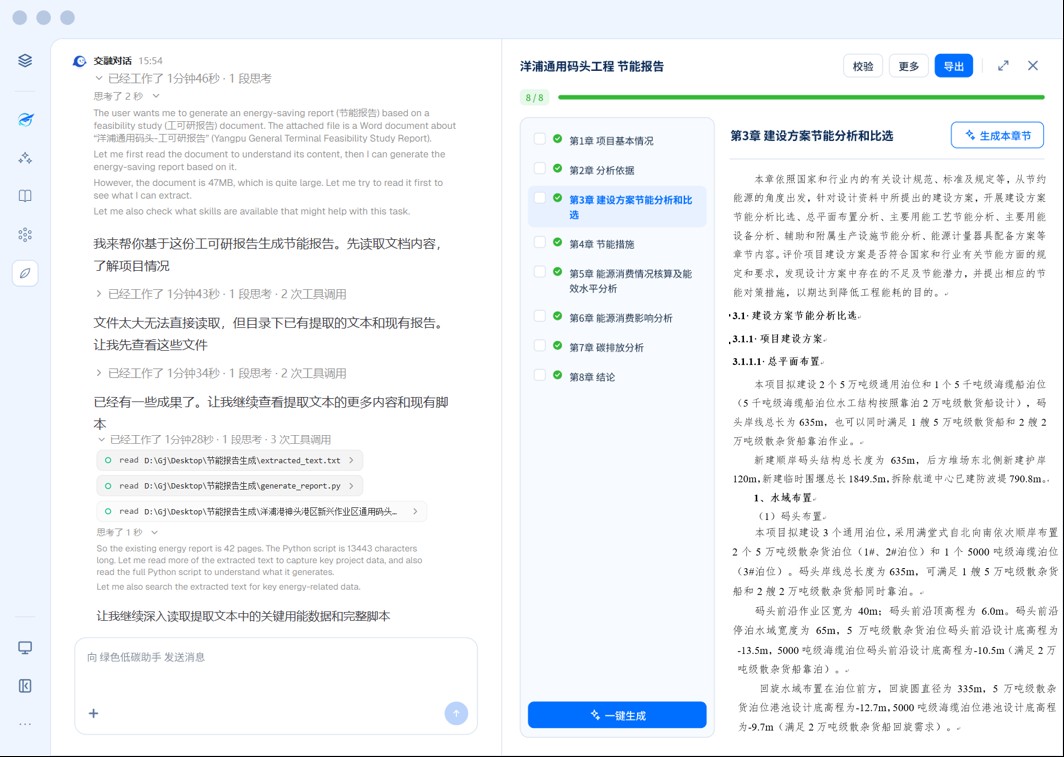 交融对话 15:54
已经工作了 1分钟46秒 · 1 段思考
思考了 2 秒
The user wants me to generate an energy-saving report (节能报告) based on a
feasibility study (工可研报告) document. The attached file is a Word document about
“洋浦通用码头-工可研报告” (Yangpu General Terminal Feasibility Study Report).
Let me first read the document to understand its content, then I can generate the
energy-saving report based on it.
However, the document is 47MB, which is quite large. Let me try to read it first to
see what I can extract.
Let me also check what skills are available that might help with this task.
我来帮你基于这份工可研报告生成节能报告。先读取文档内容，
了解项目情况
已经工作了 1分钟43秒 · 1 段思考 · 2 次工具调用
文件太大无法直接读取，但目录下已有提取的文本和现有报告。
让我先查看这些文件
已经工作了 1分钟34秒 · 1 段思考 · 2 次工具调用
已经有一些成果了。让我继续查看提取文本的更多内容和现有脚
本
已经工作了 1分钟28秒 · 1 段思考 · 3 次工具调用
read D:\Gj\Desktop\节能报告生成\extracted_text.txt
read D:\Gj\Desktop\节能报告生成\generate_report.py
read D:\Gj\Desktop\节能报告生成\洋浦港神头港区新兴作业区通用码头...
思考了 1 秒
So the existing energy report is 42 pages. The Python script is 13443 characters
long. Let me read more of the extracted text to capture key project data, and also
read the full Python script to understand what it generates.
Let me also search the extracted text for key energy-related data.
让我继续深入读取提取文本中的关键用能数据和完整脚本
向 绿色低碳助手 发送消息
洋浦通用码头工程 节能报告
校验
更多
导出
8 / 8
第1章 项目基本情况
第2章 分析依据
第3章 建设方案节能分析和比
选
第4章 节能措施
第5章 能源消费情况核算及能
效水平分析
第6章 能源消费影响分析
第7章 碳排放分析
第8章 结论
一键生成
第3章 建设方案节能分析和比选
生成本章节
本章依照国家和行业内的有关设计规范、标准及规定等，从节约
能源的角度出发，针对设计资料中所提出的建设方案，开展建设方案
节能分析比选、总平面布置分析、主要用能工艺节能分析、主要用能
设备分析、辅助和附属生产设施节能分析、能源计量器具配备方案等
章节内容。评价项目建设方案是否符合国家和行业有关节能方面的规
定和要求，发现设计方案中存在的不足及节能潜力，并提出相应的节
能对策措施，以期达到降低工程能耗的目的。
3.1· 建设方案节能分析比选
3.1.1· 项目建设方案
3.1.1.1· 总平面布置
本项目拟建设 2 个 5 万吨级通用泊位和 1 个 5 千吨级海缆船泊位
（5 千吨级海缆船泊位水工结构按照靠泊 2 万吨级散货船设计），码
头岸线总长为 635m，也可以同时满足 1 艘 5 万吨级散货船和 2 艘 2
万吨级散杂货船靠泊作业。
新建顺岸码头结构总长度为 635m，后方堆场东北侧新建护岸
120m,新建临时围堰总长 1849.5m,拆除航道中心已建防波堤 790.8m。
1、水域布置
（1）码头布置
本项目拟建设 3 个通用泊位，采用满堂式自北向南依次顺岸布置
2 个 5 万吨级散杂货泊位（1#、2#泊位）和 1 个 5000 吨级海缆泊位
（3#泊位）。码头岸线总长度为 635m，可满足 1 艘 5 万吨级散货
船和 2 艘 2 万吨级散杂货船同时靠泊。
码头前沿作业区宽为 40m；码头前沿顶高程为 6.0m。码头前沿
停泊水域宽度为 65m，5 万吨级散杂货泊位码头前沿设计底高程为
-13.5m，5000 吨级海缆泊位码头前沿设计底高程为-10.5m（满足 2 万
吨级散杂货船靠泊）。
回旋水域布置在泊位前方，回旋圆直径为 335m，5 万吨级散杂
货泊位港池设计底高程为-12.7m，5000 吨级海缆泊位港池设计底高程
为-9.7m（满足 2 万吨级散杂货船回旋需求）。